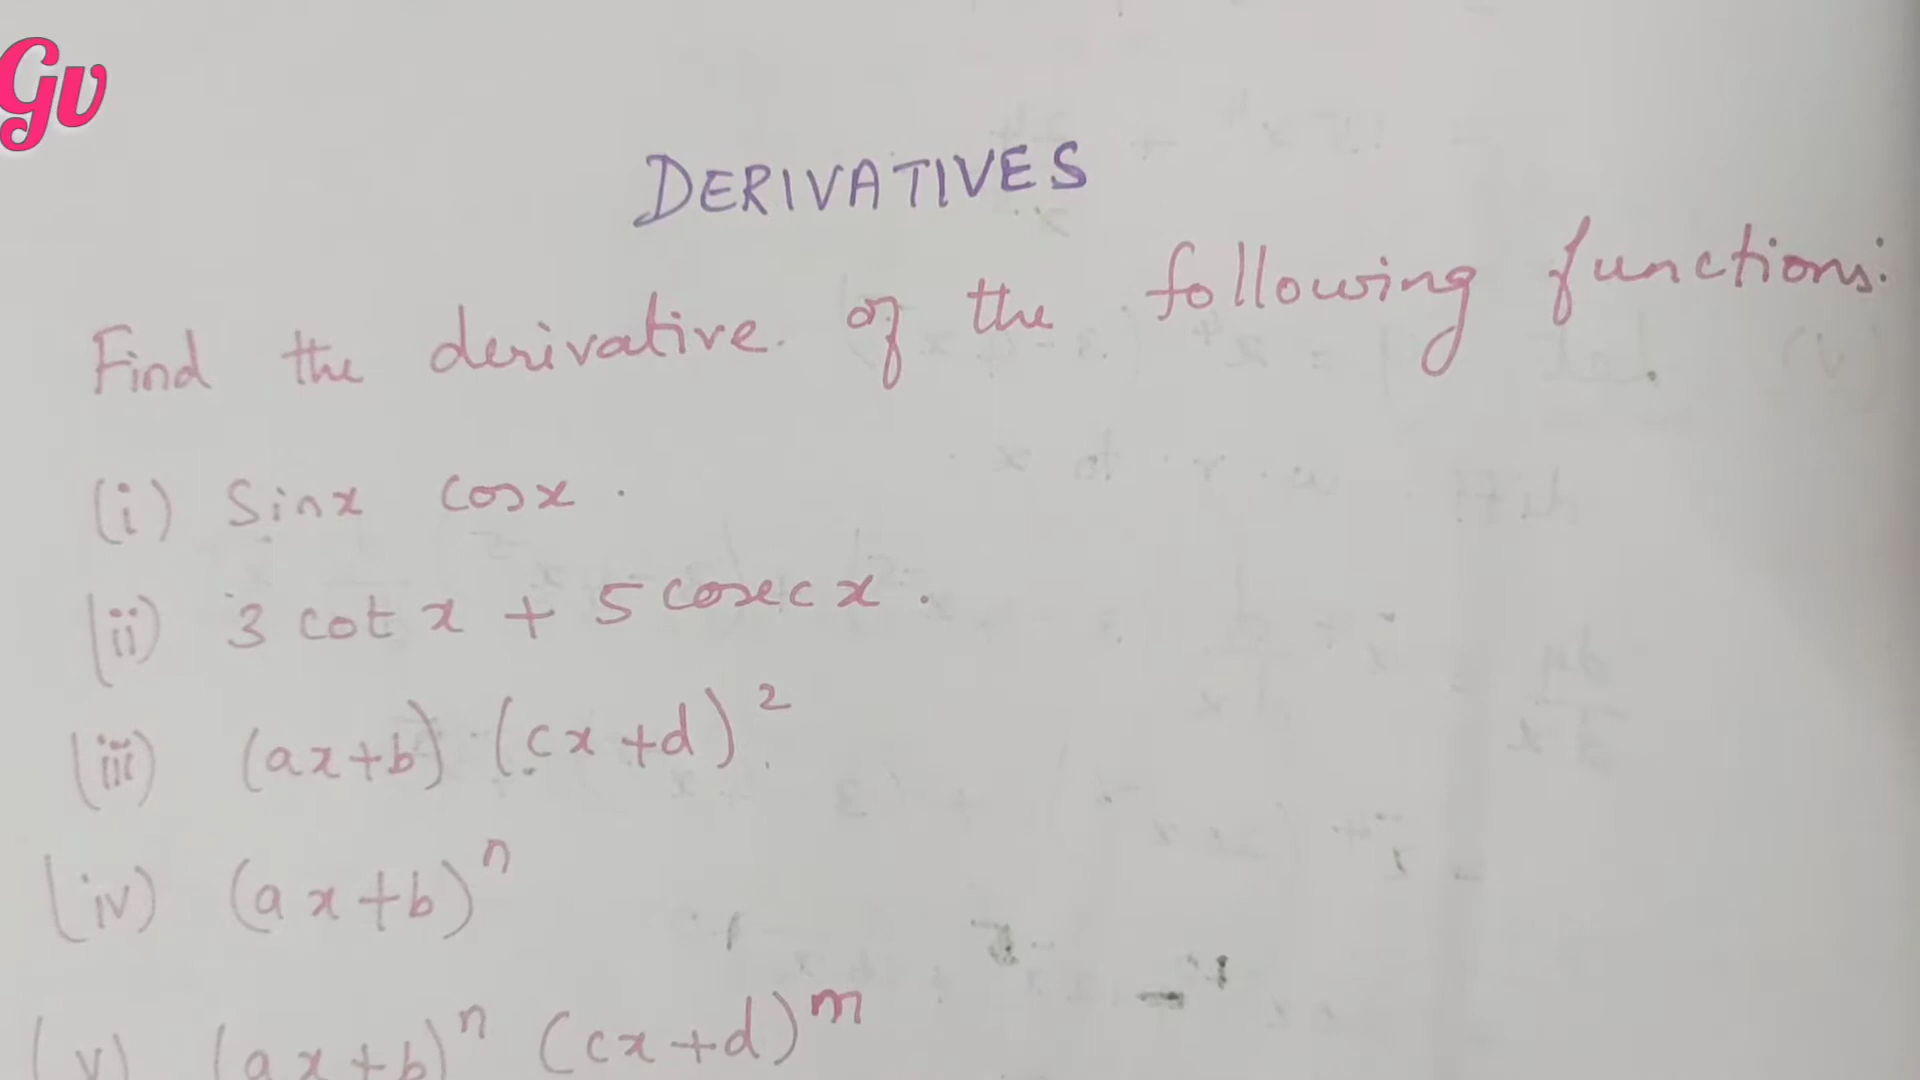 Gv
DERIVATIVES
Find the derivative of the following functions:
(i) Sinx cosx.
(ii) 3 cot x + 5 cosec x.
(iii) (ax+b) (cx+d)²
(iv) (ax+b)ⁿ
(v) (ax+b)ⁿ (cx+d)ᵐ